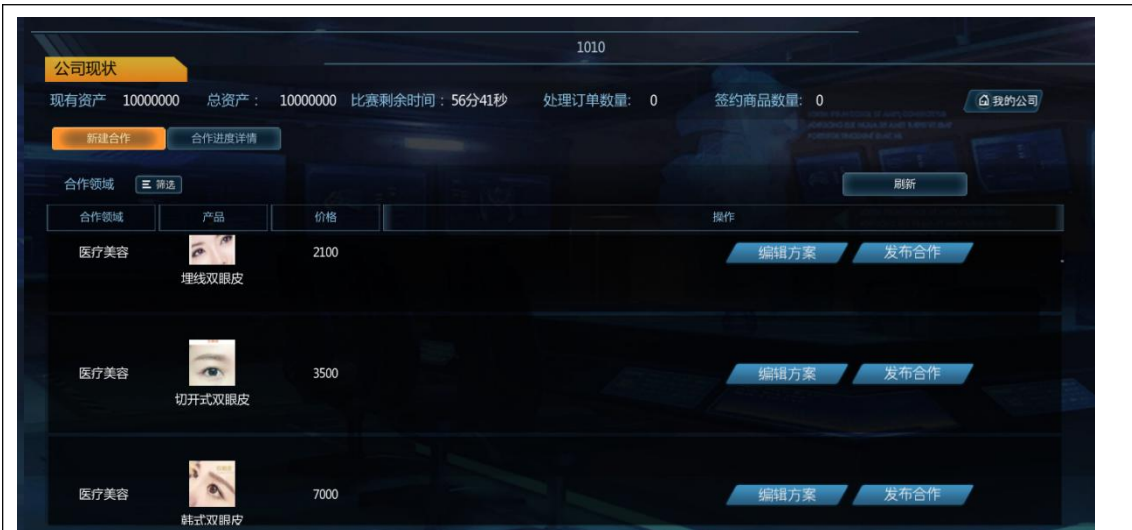 1010
公司现状
现有资产 10000000 总资产： 10000000 比赛剩余时间：56分41秒 处理订单数量: 0 签约商品数量: 0 我的公司
新建合作 合作进度详情
合作领域 筛选 刷新
合作领域 产品 价格 操作
医疗美容 2100 编辑方案 发布合作
埋线双眼皮
医疗美容 3500 编辑方案 发布合作
切开式双眼皮
医疗美容 7000 编辑方案 发布合作
韩式双眼皮